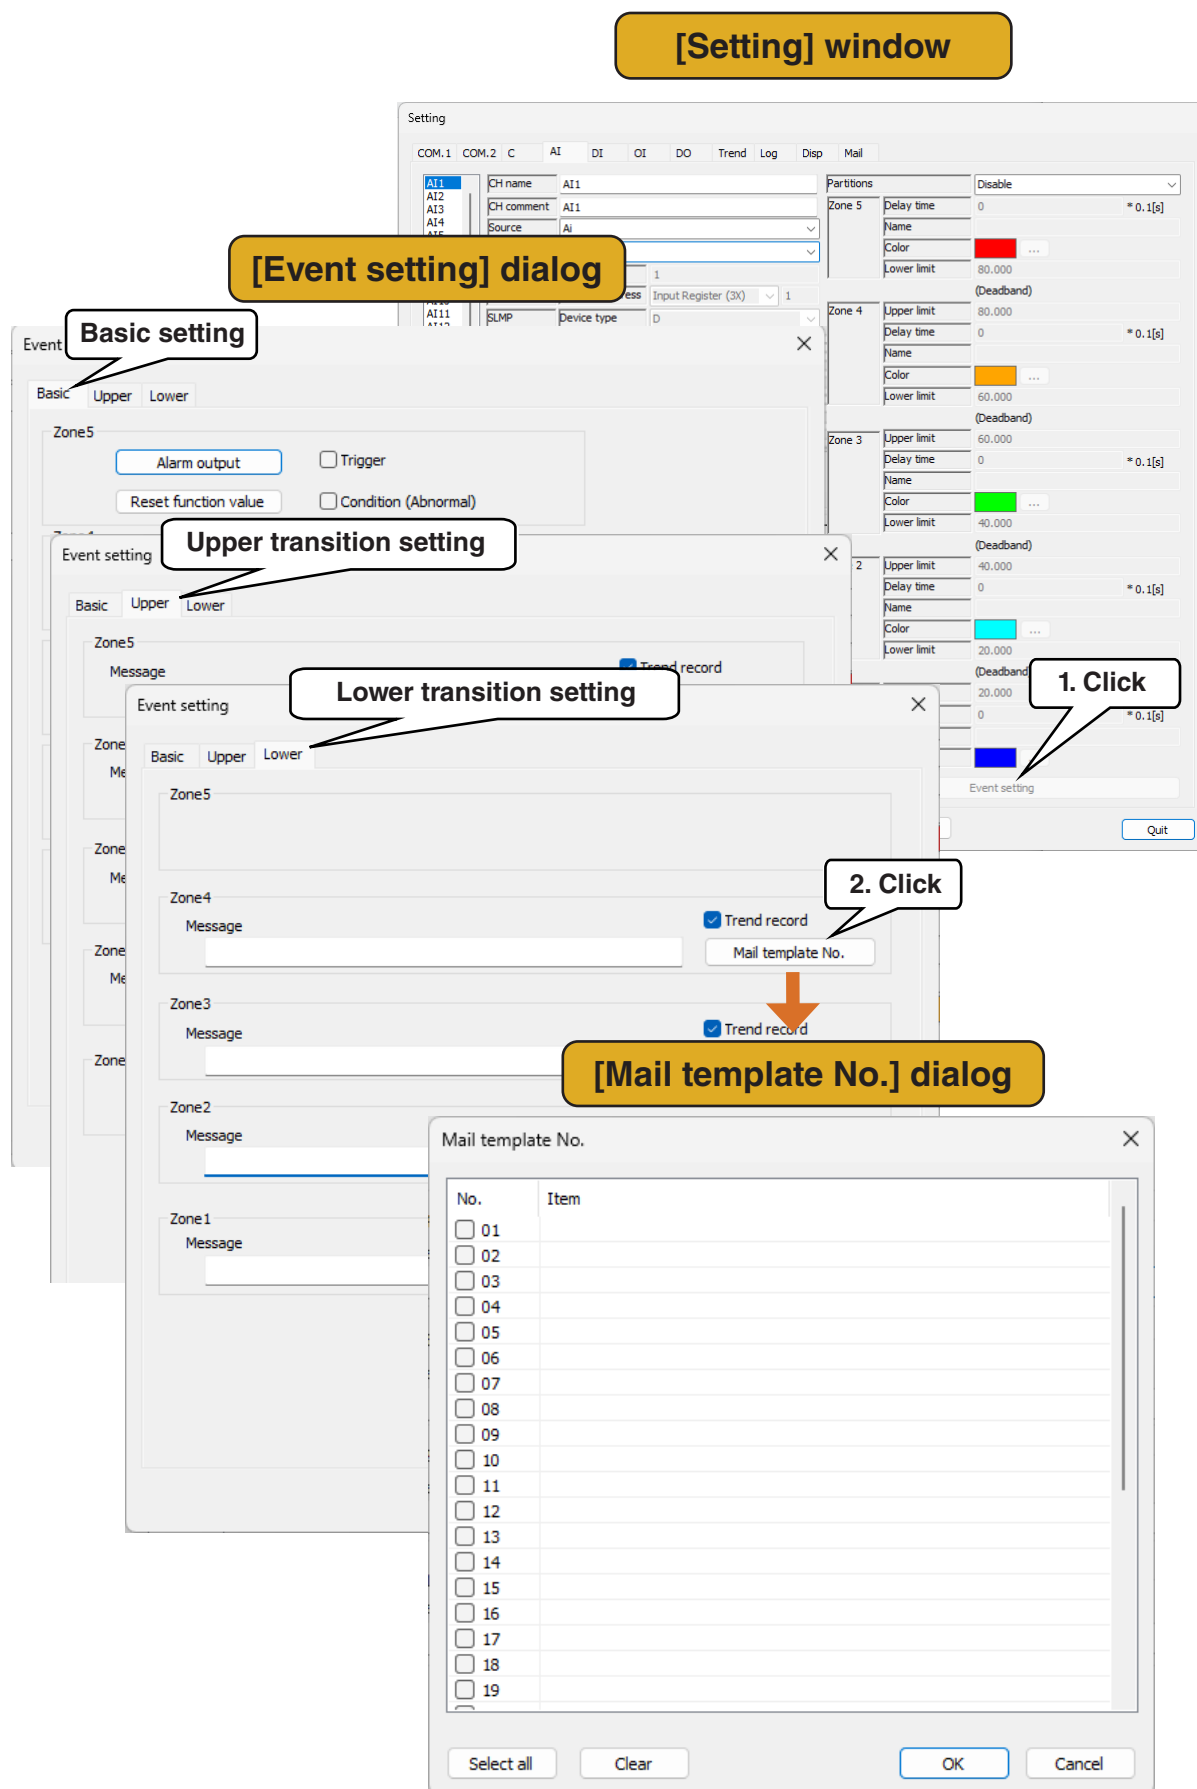 [Setting] window
Setting
COM.1 COM.2 C AI DI OI DO Trend Log Disp Mail
AI1 CH name AI1 Partitions Disable
AI2
AI3 CH comment AI1 Zone 5 Delay time 0 * 0.1[s]
AI4 Source Ai Name
Color ...
[Event setting] dialog
1 Lower limit 80.000
Input Register (3X) 1 (Deadband)
AI11 SLMP Device type D Zone 4 Upper limit 80.000
Delay time 0 * 0.1[s]
Name
Color ...
Lower limit 60.000
(Deadband)
Zone 3 Upper limit 60.000
Delay time 0 * 0.1[s]
Name
Color ...
Lower limit 40.000
(Deadband)
2 Upper limit 40.000
Delay time 0 * 0.1[s]
Name
Color ...
Lower limit 20.000
(Deadband)
20.000
0 * 0.1[s]
1. Click
Event setting
Quit
Basic setting
Event
Basic Upper Lower
Zone5
Alarm output Trigger
Reset function value Condition (Abnormal)
Upper transition setting
Event setting
Basic Upper Lower
Zone5
Message Trend record
Zone
Me
Zone
Me
Zone
Me
Zone
Lower transition setting
Event setting
Basic Upper Lower
Zone5
Zone4
Message Trend record
2. Click
Mail template No.
Zone3
Message Trend record
Zone2
Message
Zone1
Message
[Mail template No.] dialog
Mail template No.
No. Item
01
02
03
04
05
06
07
08
09
10
11
12
13
14
15
16
17
18
19
Select all Clear OK Cancel